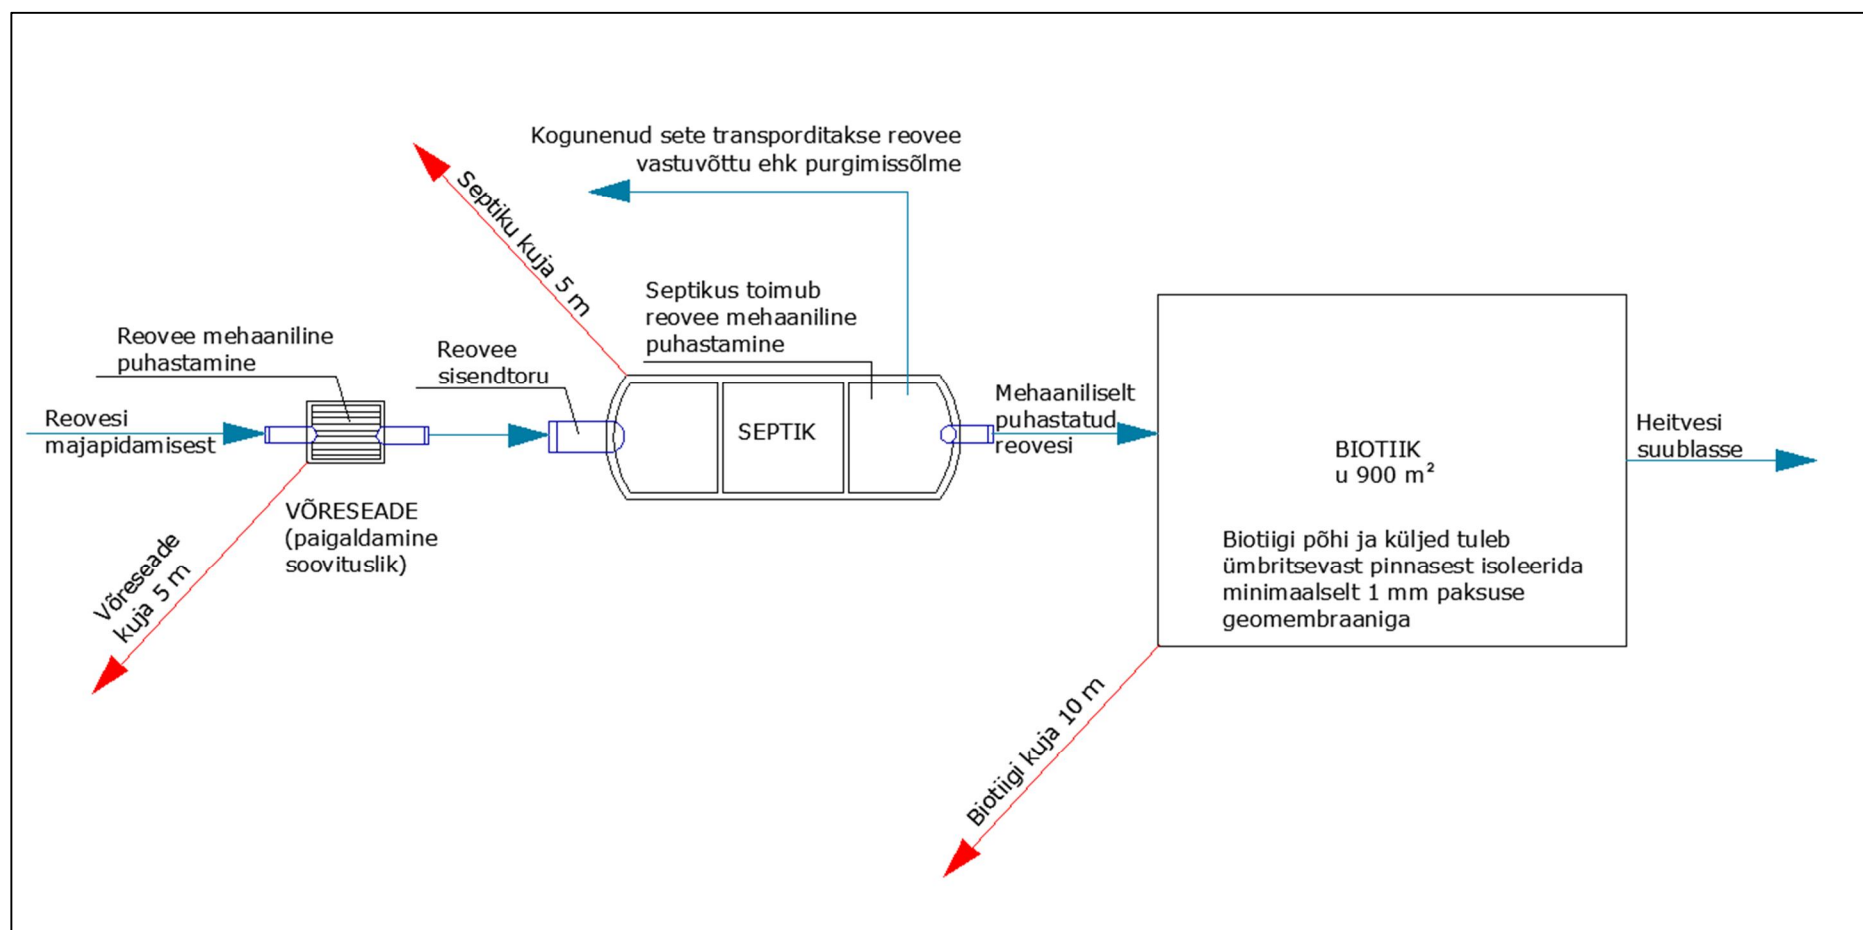 Kogunenud sete transporditakse reovee
vastuvõttu ehk purgimissõlme
Septiku kuja 5 m
Septikus toimub
reovee mehaaniline
puhastamine
Reovee mehaaniline
puhastamine
Reovee
sisendtoru
Reovesi
majapidamisest
SEPTIK
Mehaaniliselt
puhastatud
reovesi
Heitvesi
suublasse
BIOTIIK
u 900 m²
VÕRESEADE
(paigaldamine
soovituslik)
Võreseade
kuja 5 m
Biotiigi põhi ja küljed tuleb
ümbritsevast pinnasest isoleerida
minimaalselt 1 mm paksuse
geomembraaniga
Biotiigi kuja 10 m